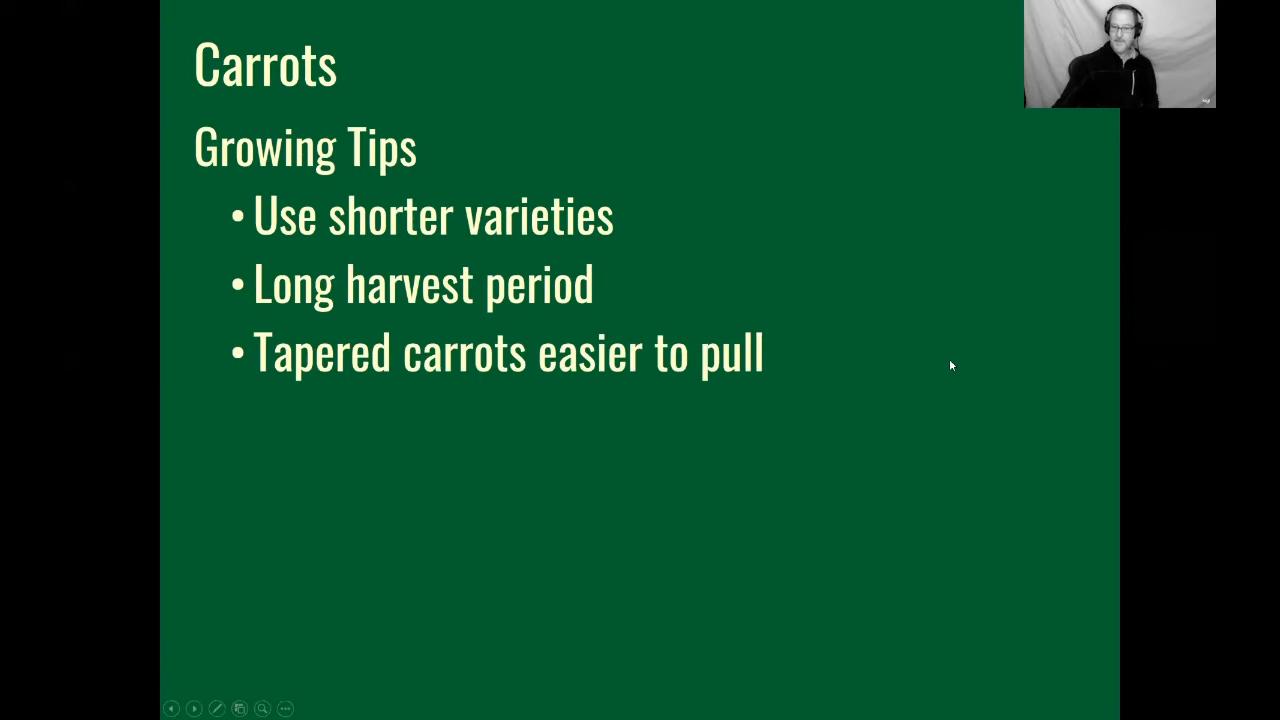 Carrots
Growing Tips
• Use shorter varieties
• Long harvest period
• Tapered carrots easier to pull